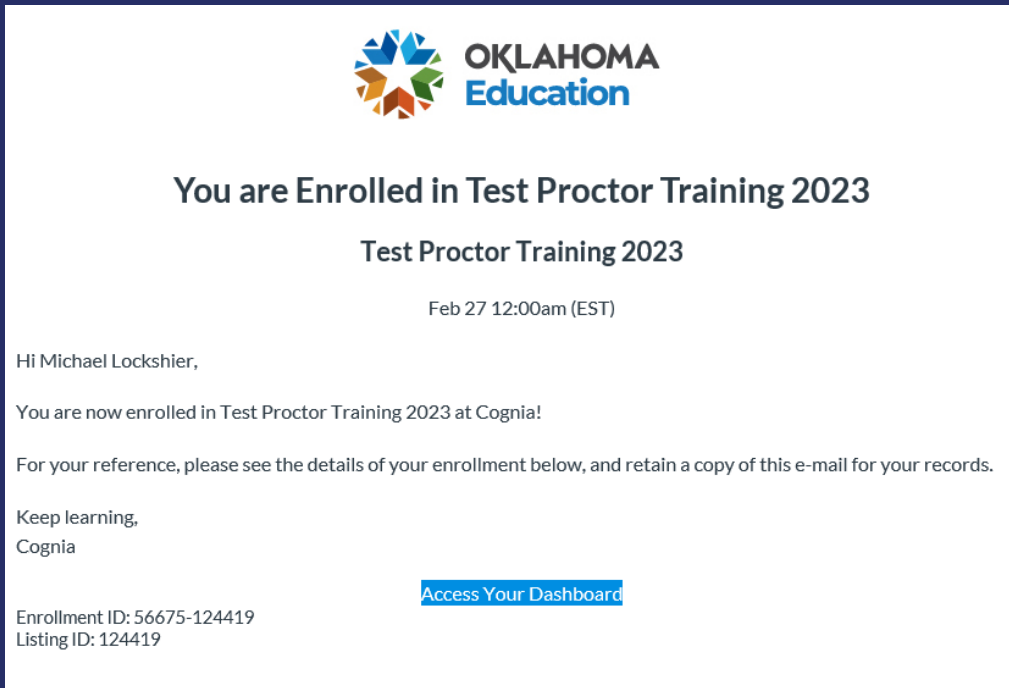 OKLAHOMA
Education
You are Enrolled in Test Proctor Training 2023
Test Proctor Training 2023
Feb 27 12:00am (EST)
Hi Michael Lockshier,
You are now enrolled in Test Proctor Training 2023 at Cognia!
For your reference, please see the details of your enrollment below, and retain a copy of this e-mail for your records.
Keep learning,
Cognia
Access Your Dashboard
Enrollment ID: 56675-124419
Listing ID: 124419